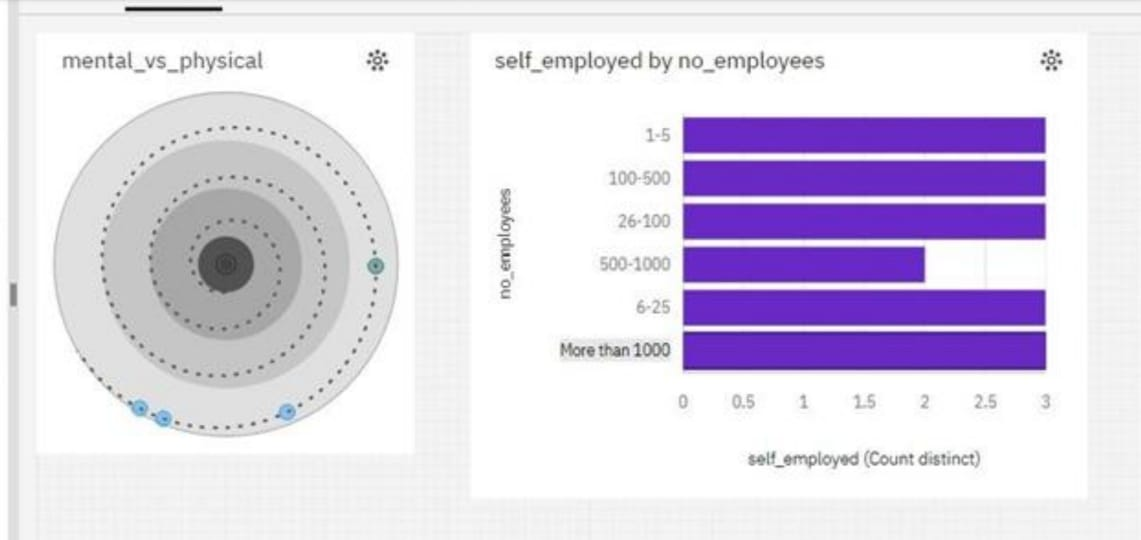 mental_vs_physical
self_employed by no_employees
no_employees
1-5
100-500
26-100
500-1000
6-25
More than 1000
0 0.5 1 1.5 2 2.5 3
self_employed (Count distinct)